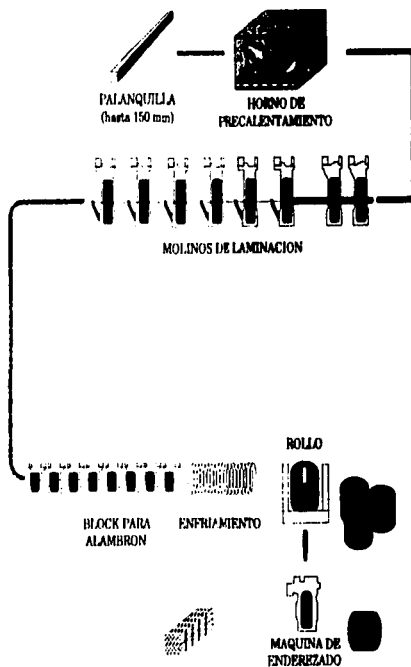 PALANQUILLA
(hasta 150 mm)
HORNO DE
PRECALENTAMIENTO
MOLINOS DE LAMINACION
ROLLO
BLOCK PARA
ALAMBRON
ENFRIAMIENTO
MAQUINA DE
ENDEREZADO